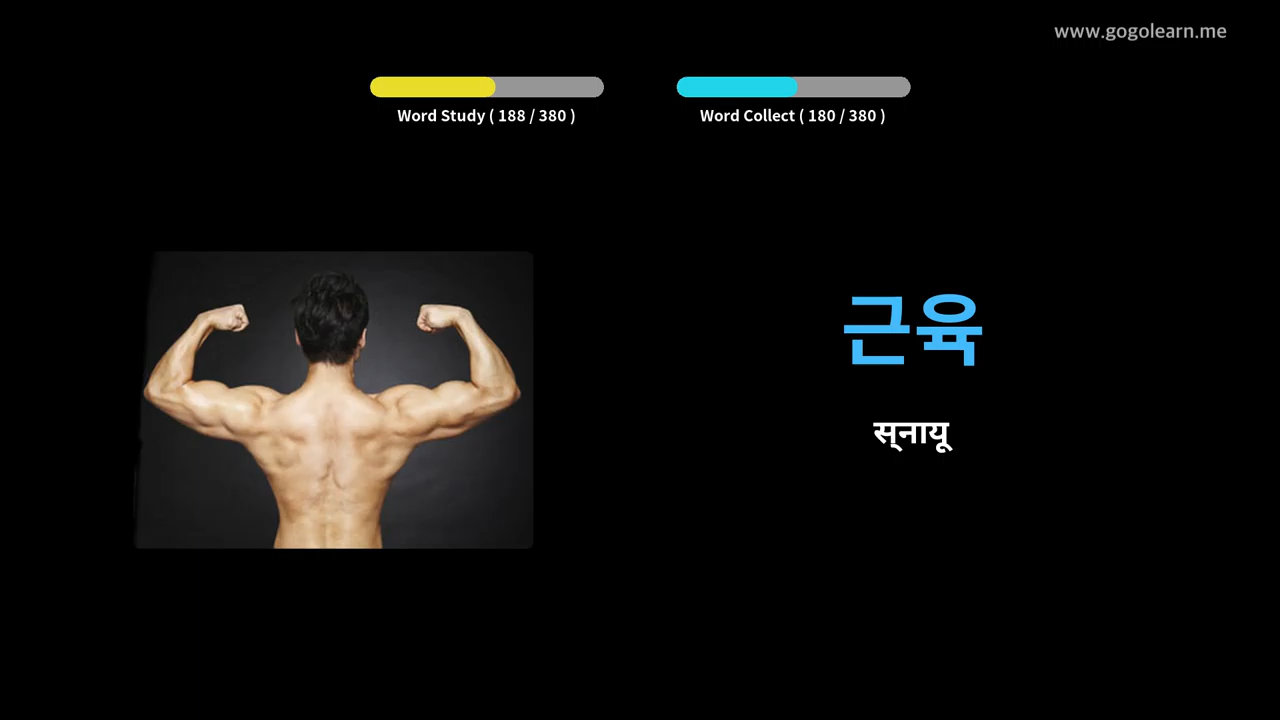 www.gogolearn.me
Word Study ( 188 / 380 )
Word Collect ( 180 / 380 )
근육
स्‌नायू